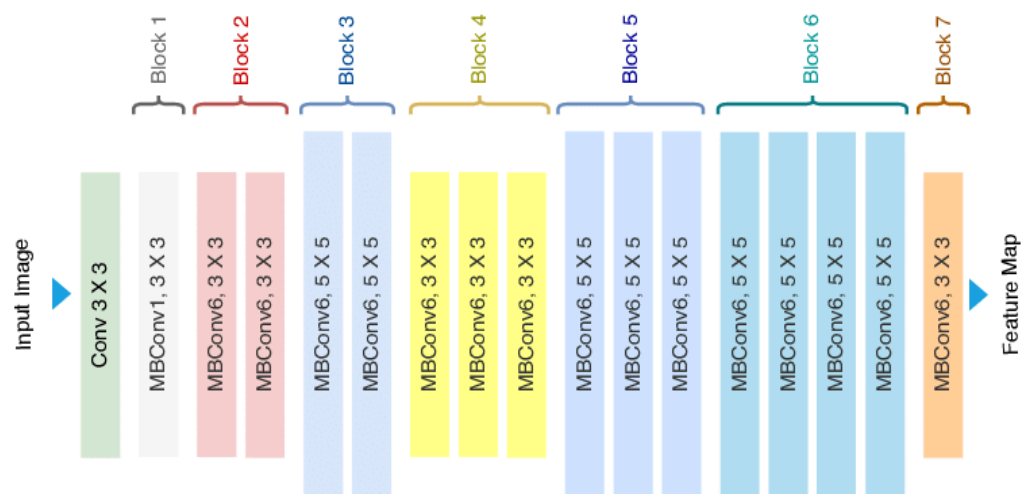 Block 1
Block 2
Block 3
Block 4
Block 5
Block 6
Block 7
Input Image
Conv 3 X 3
MBConv1, 3 X 3
MBConv6, 3 X 3
MBConv6, 3 X 3
MBConv6, 5 X 5
MBConv6, 5 X 5
MBConv6, 3 X 3
MBConv6, 3 X 3
MBConv6, 3 X 3
MBConv6, 5 X 5
MBConv6, 5 X 5
MBConv6, 5 X 5
MBConv6, 5 X 5
MBConv6, 5 X 5
MBConv6, 5 X 5
MBConv6, 5 X 5
MBConv6, 3 X 3
Feature Map